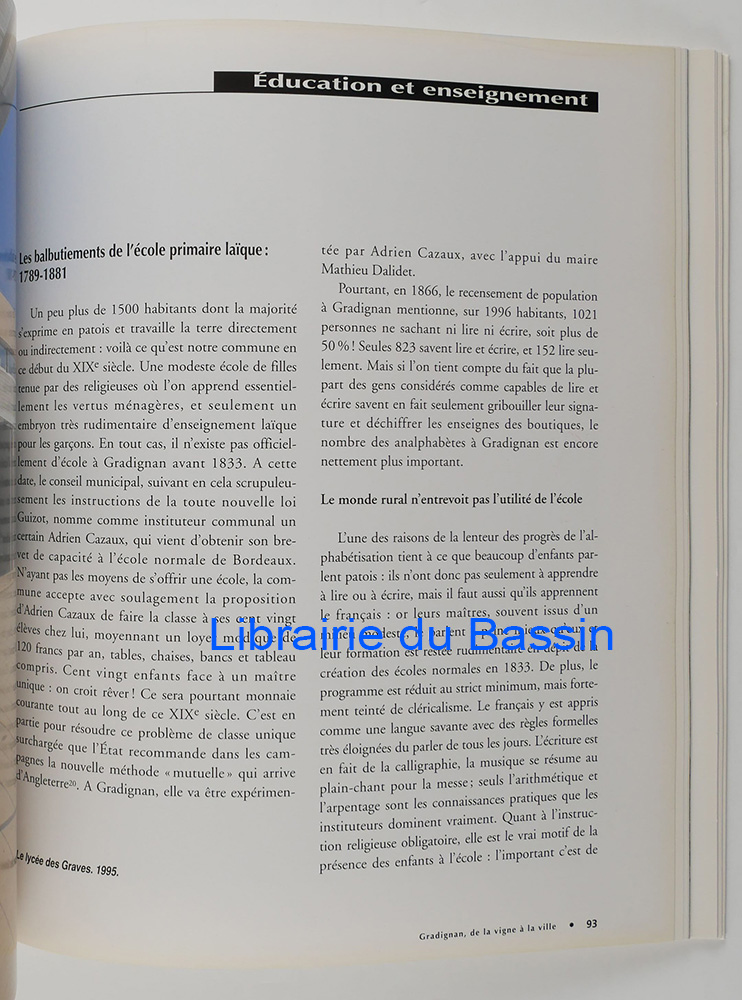 Éducation et enseignement
Les balbutiements de l'école primaire laïque :
1789-1881
Un peu plus de 1500 habitants dont la majorité
s'exprime en patois et travaille la terre directement
ou indirectement : voilà ce qu'est notre commune en
ce début du XIXe siècle. Une modeste école de filles
tenue par des religieuses où l'on apprend essentiel-
lement les vertus ménagères, et seulement un
embryon très rudimentaire d'enseignement laïque
pour les garçons. En tout cas, il n'existe pas officiel-
lement d'école à Gradignan avant 1833. A cette
date, le conseil municipal, suivant en cela scrupuleu-
sement les instructions de la toute nouvelle loi
Guizot, nomme comme instituteur communal un
certain Adrien Cazaux, qui vient d'obtenir son bre-
vet de capacité à l'école normale de Bordeaux.
N'ayant pas les moyens de s'offrir une école, la com-
mune accepte avec soulagement la proposition
d'Adrien Cazaux de faire la classe à ses cent vingt
élèves chez lui, moyennant un loyer modique de
120 francs par an, tables, chaises, bancs et tableau
compris. Cent vingt enfants face à un maître
unique : on croit rêver ! Ce sera pourtant monnaie
courante tout au long de ce XIXe siècle. C'est en
partie pour résoudre ce problème de classe unique
surchargée que l'État recommande dans les cam-
pagnes la nouvelle méthode « mutuelle » qui arrive
d'Angleterre20. A Gradignan, elle va être expérimen-
Le lycée des Graves. 1995.
tée par Adrien Cazaux, avec l'appui du maire
Mathieu Dalidet.
Pourtant, en 1866, le recensement de population
à Gradignan mentionne, sur 1996 habitants, 1021
personnes ne sachant ni lire ni écrire, soit plus de
50 % ! Seules 823 savent lire et écrire, et 152 lire seu-
lement. Mais si l'on tient compte du fait que la plu-
part des gens considérés comme capables de lire et
écrire savent en fait seulement gribouiller leur signa-
ture et déchiffrer les enseignes des boutiques, le
nombre des analphabètes à Gradignan est encore
nettement plus important.
Le monde rural n'entrevoit pas l'utilité de l'école
L'une des raisons de la lenteur des progrès de l'al-
phabétisation tient à ce que beaucoup d'enfants par-
lent patois : ils n'ont donc pas seulement à apprendre
à lire ou à écrire, mais il faut aussi qu'ils apprennent
le français : or leurs maîtres, souvent issus d'un
milieu modeste, le parlent à peine mieux qu'eux et
leur formation est restée rudimentaire en dépit de la
création des écoles normales en 1833. De plus, le
programme est réduit au strict minimum, mais forte-
ment teinté de cléricalisme. Le français y est appris
comme une langue savante avec des règles formelles
très éloignées du parler de tous les jours. L'écriture est
en fait de la calligraphie, la musique se résume au
plain-chant pour la messe ; seuls l'arithmétique et
l'arpentage sont les connaissances pratiques que les
instituteurs dominent vraiment. Quant à l'instruc-
tion religieuse obligatoire, elle est le vrai motif de la
présence des enfants à l'école : l'important c'est de
Gradignan, de la vigne à la ville • 93
Librairie du Bassin